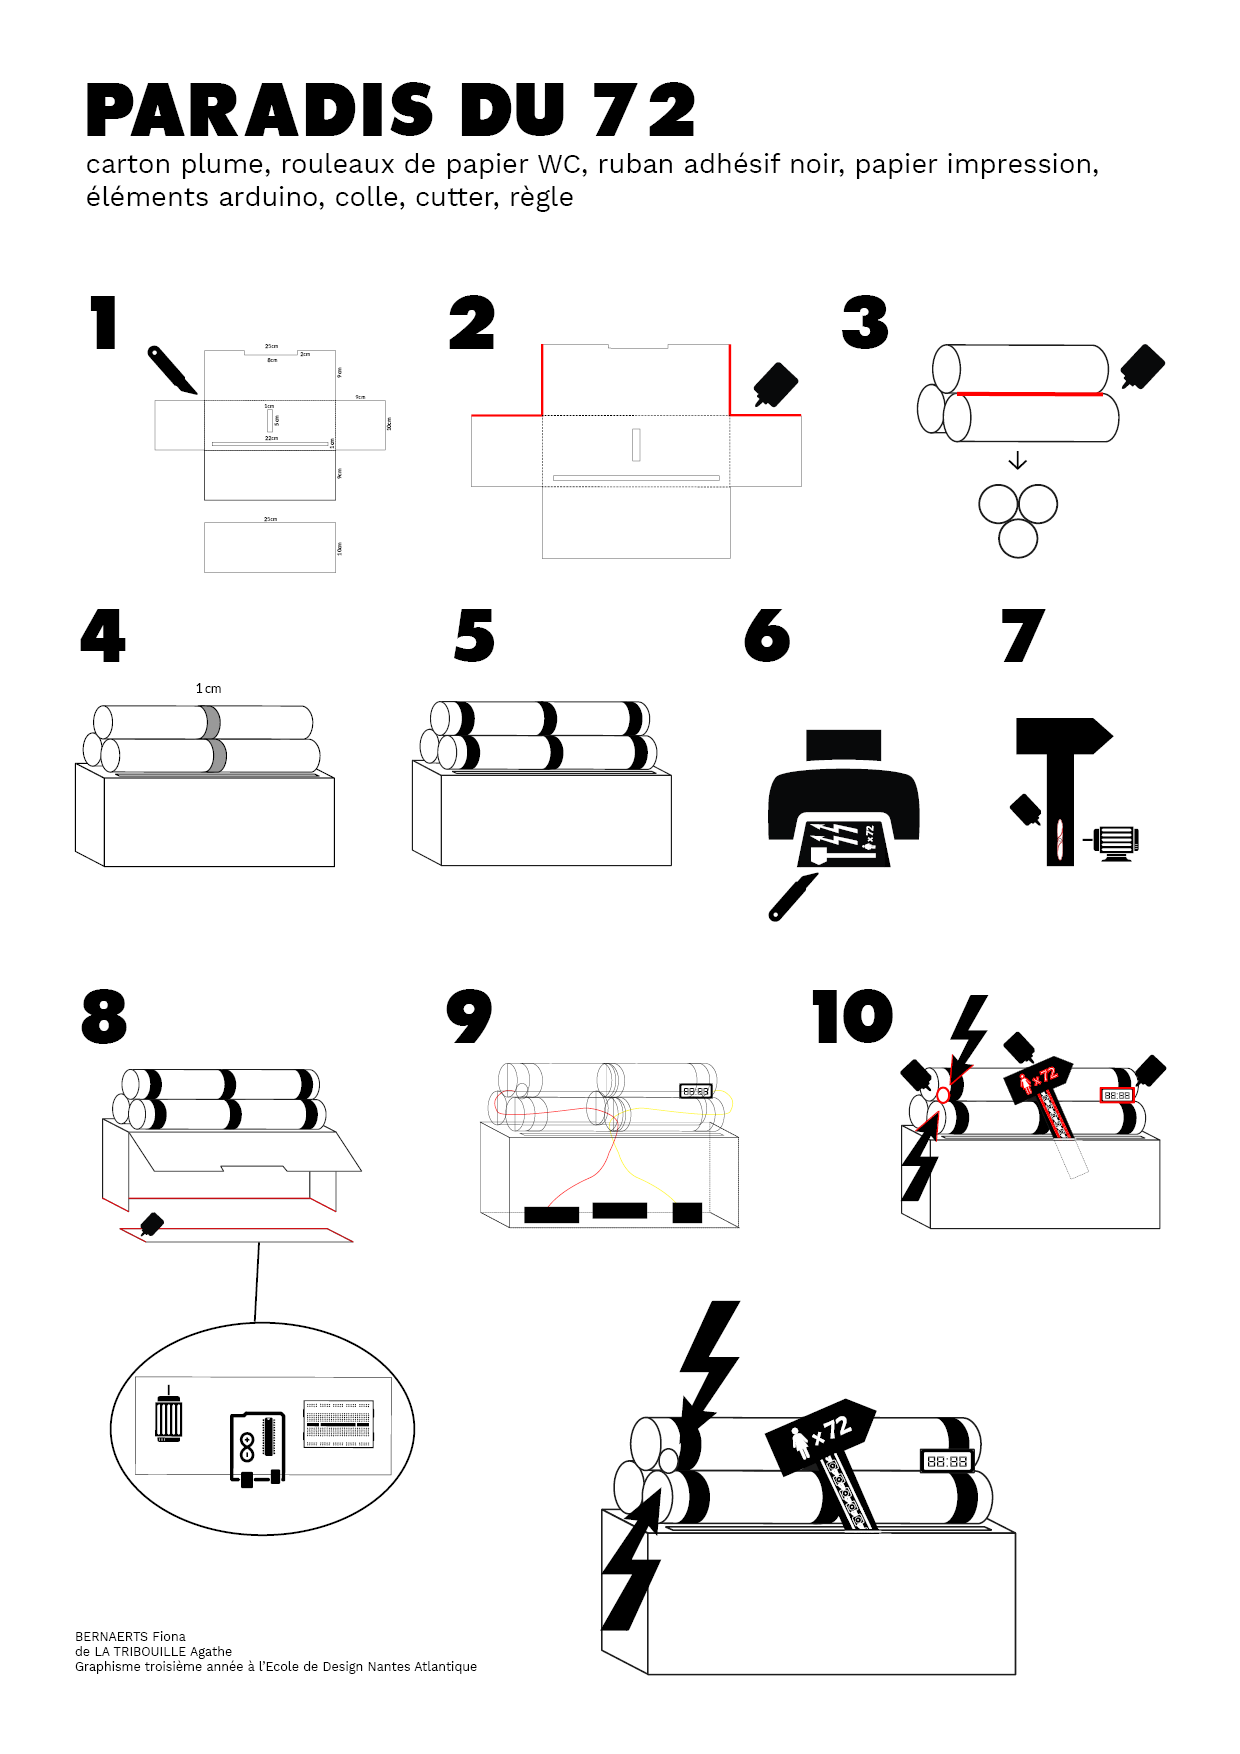 PARADIS DU 72
carton plume, rouleaux de papier WC, ruban adhésif noir, papier impression,
éléments arduino, colle, cutter, règle
1
2
3
25cm
2cm
8cm
9cm
9cm
1cm
5cm
10cm
22cm
1cm
9cm
25cm
10cm
4
5
6
7
1 cm
x72
8
9
10
x72
88:88
88:88
x72
88:88
BERNAERTS Fiona
de LA TRIBOUILLE Agathe
Graphisme troisième année à l'Ecole de Design Nantes Atlantique